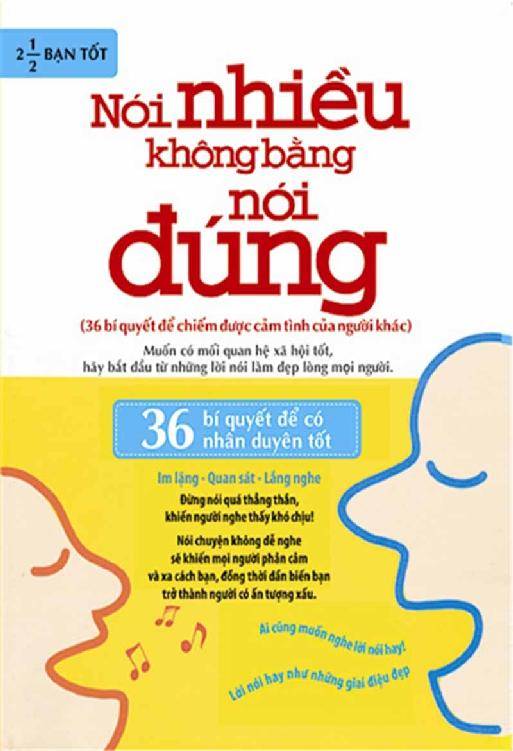 2 1/2 BẠN TỐT
Nói nhiều
không bằng
nói
đúng
(36 bí quyết để chiếm được cảm tình của người khác)
Muốn có mối quan hệ xã hội tốt,
hãy bắt đầu từ những lời nói làm đẹp lòng mọi người.
36 bí quyết để có
nhân duyên tốt
Im lặng - Quan sát - Lắng nghe
Đừng nói quá thẳng thắn,
khiến người nghe thấy khó chịu!
Nói chuyện không dễ nghe
sẽ khiến mọi người phản cảm
và xa cách bạn, đồng thời dần biến bạn
trở thành người có ấn tượng xấu.
Ai cũng muốn nghe lời nói hay!
Lời nói hay như những giai điệu đẹp